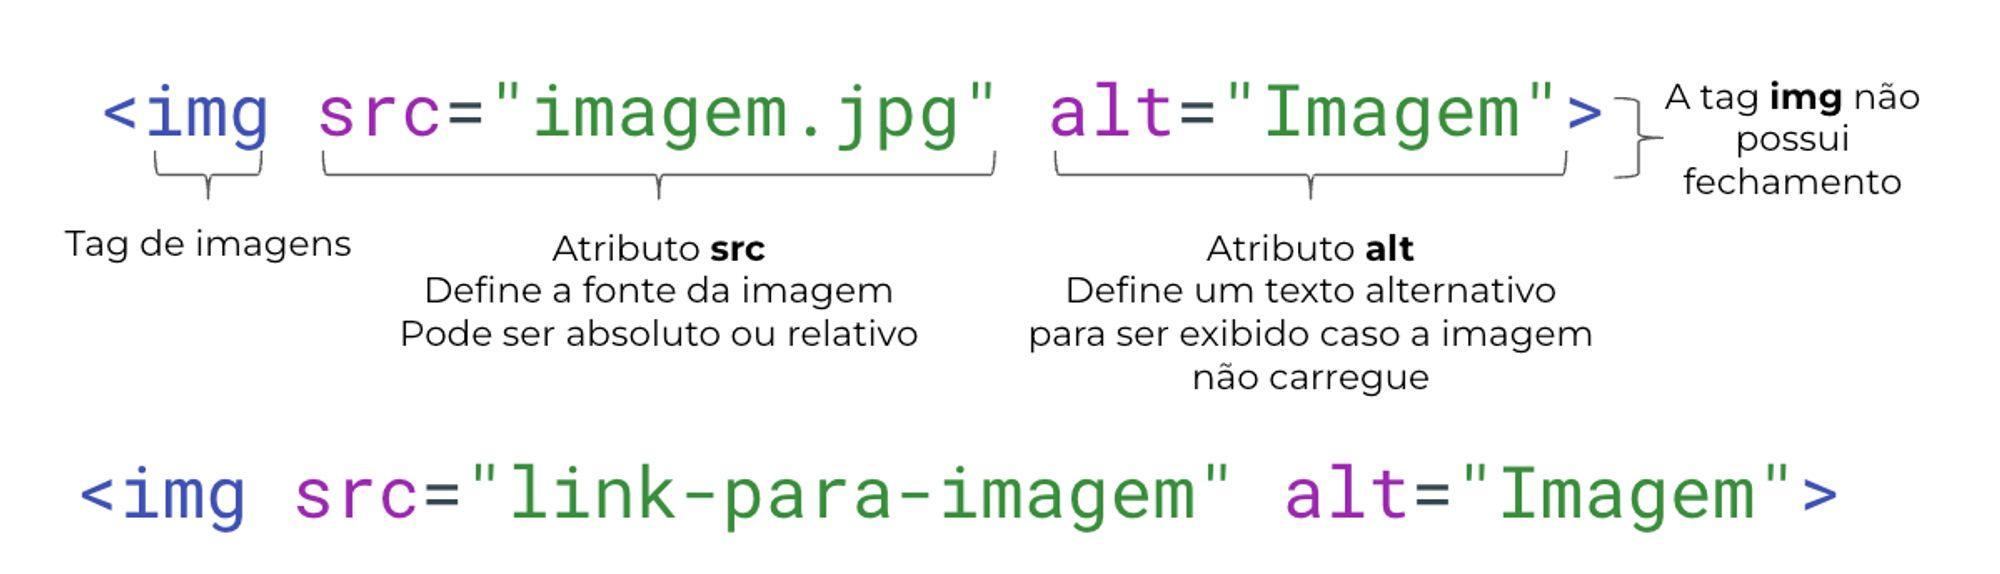 <img src="imagem.jpg" alt="Imagem">
A tag img não
possui
fechamento
Tag de imagens
Atributo src
Define a fonte da imagem
Pode ser absoluto ou relativo
Atributo alt
Define um texto alternativo
para ser exibido caso a imagem
não carregue
<img src="link-para-imagem" alt="Imagem">